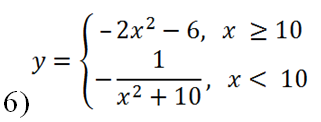 6) y = { -2x² - 6, x ≥ 10
-1/(x² + 10), x < 10